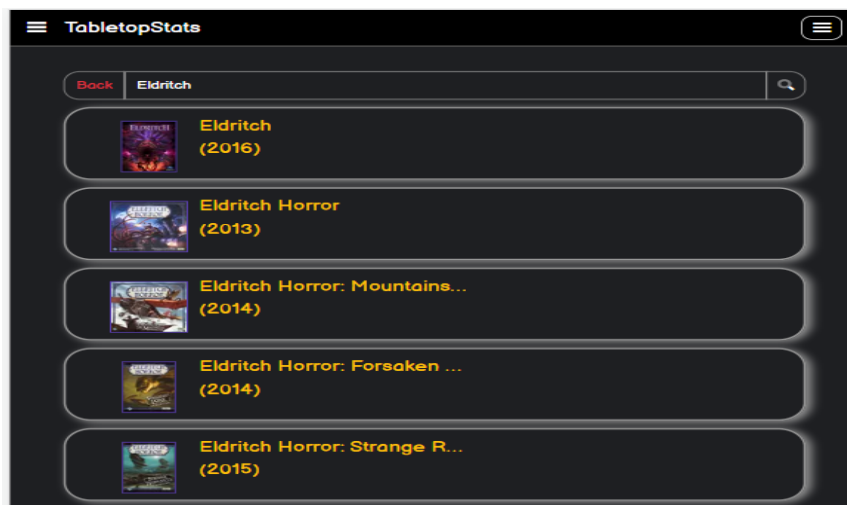 TabletopStats
Back Eldritch
Eldritch
(2016)
Eldritch Horror
(2013)
Eldritch Horror: Mountains...
(2014)
Eldritch Horror: Forsaken ...
(2014)
Eldritch Horror: Strange R...
(2015)